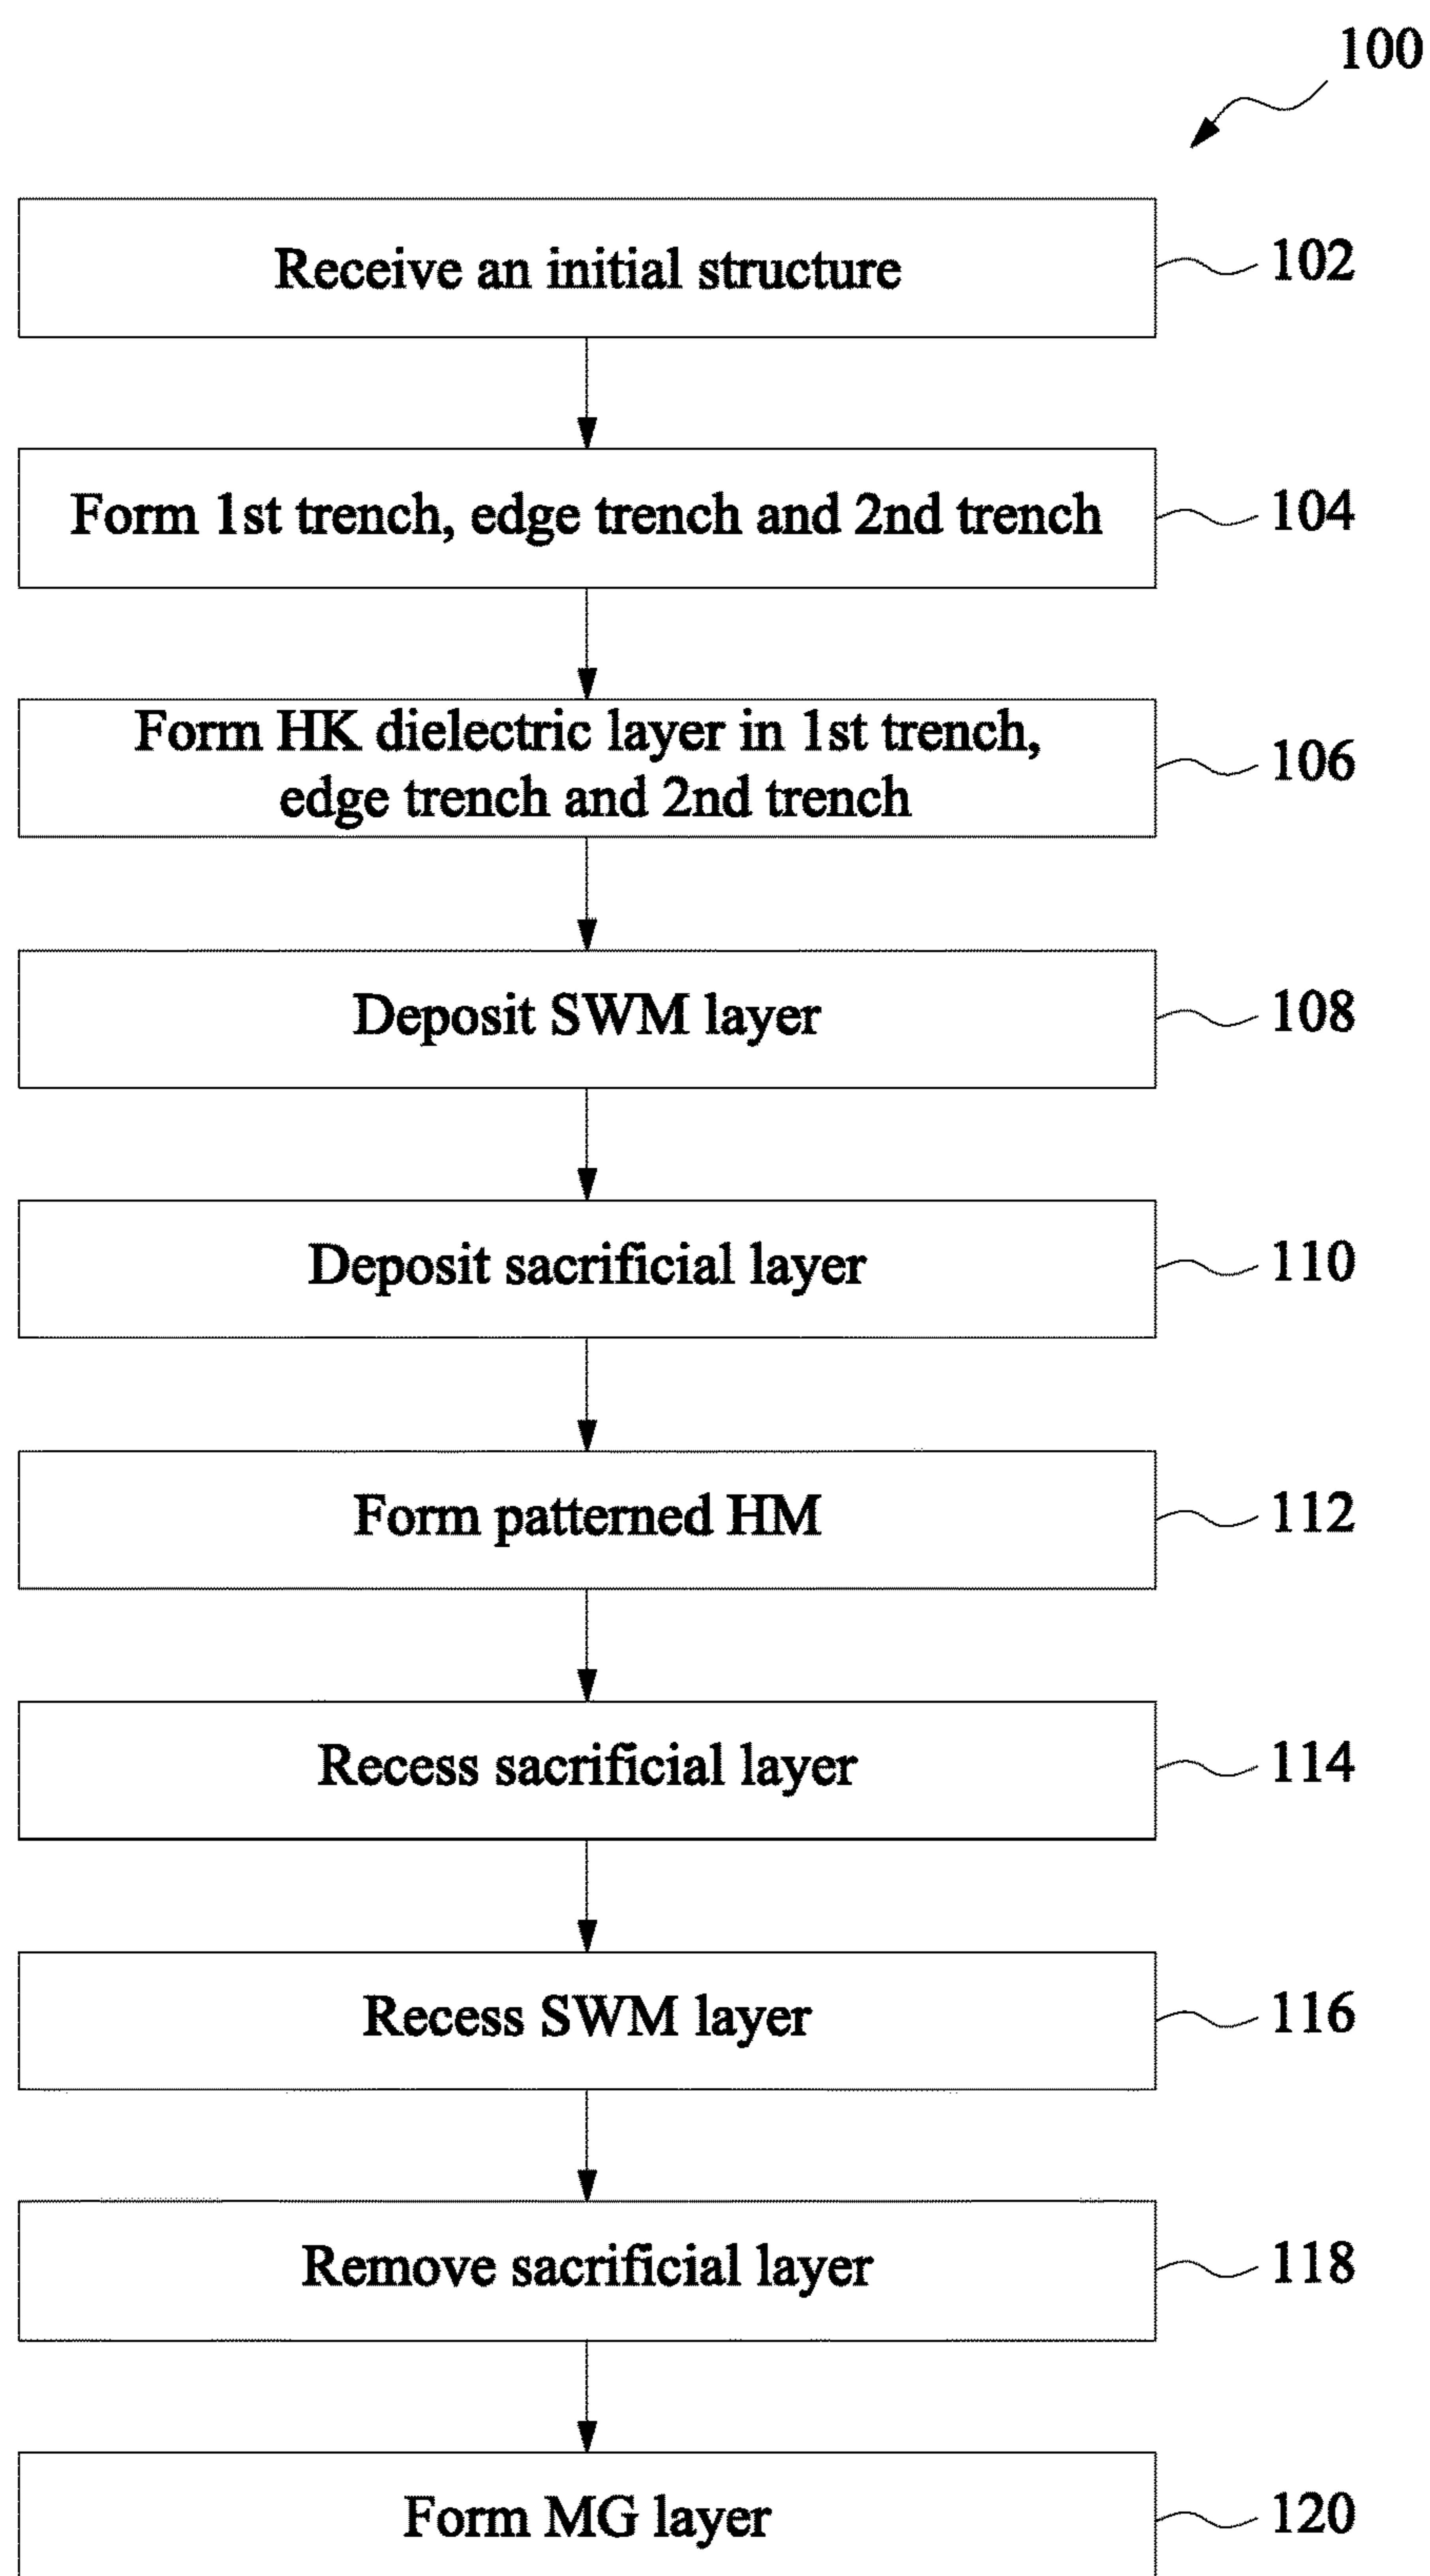 100
Receive an initial structure
102
Form 1st trench, edge trench and 2nd trench
104
Form HK dielectric layer in 1st trench,
edge trench and 2nd trench
106
Deposit SWM layer
108
Deposit sacrificial layer
110
Form patterned HM
112
Recess sacrificial layer
114
Recess SWM layer
116
Remove sacrificial layer
118
Form MG layer
120